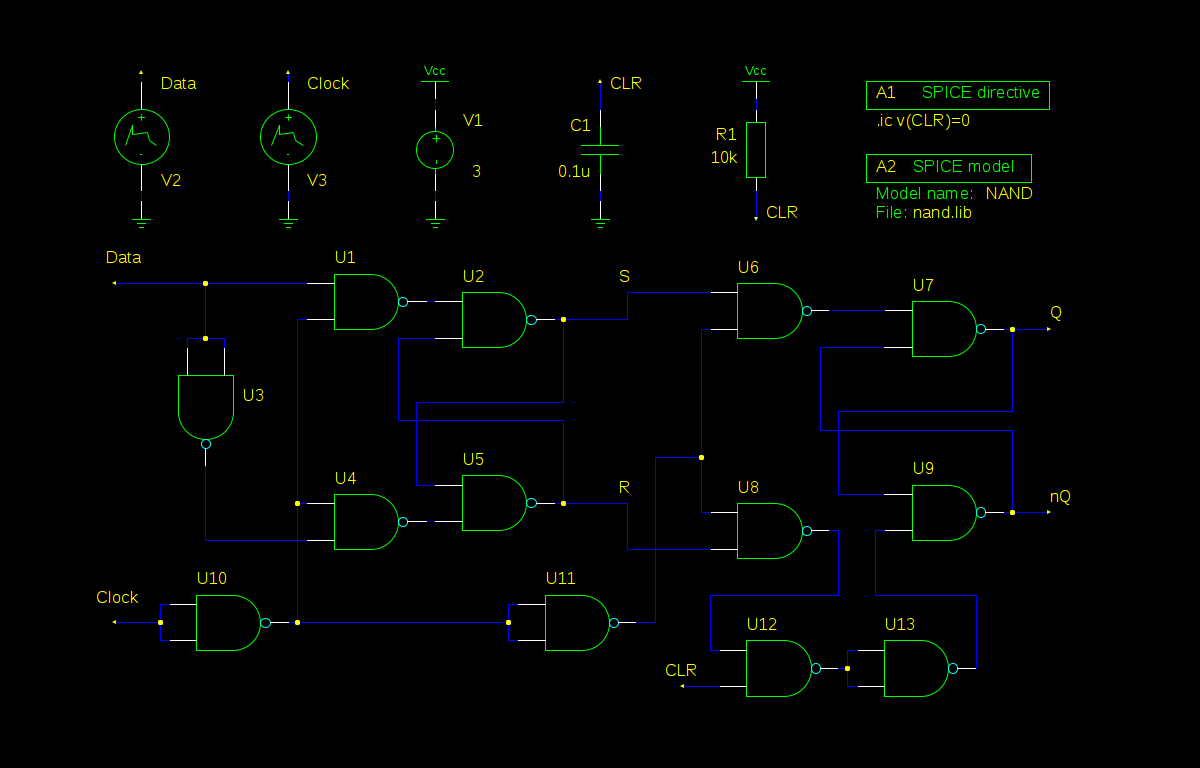 Data
Clock
Vcc
CLR
Vcc
A1 SPICE directive
V1
C1
R1
.ic v(CLR)=0
10k
A2 SPICE model
V2
V3
3
0.1u
Model name: NAND
CLR
File: nand.lib
Data
U1
U2
S
U6
U7
Q
U3
U4
U5
R
U8
U9
nQ
Clock
U10
U11
U12
U13
CLR